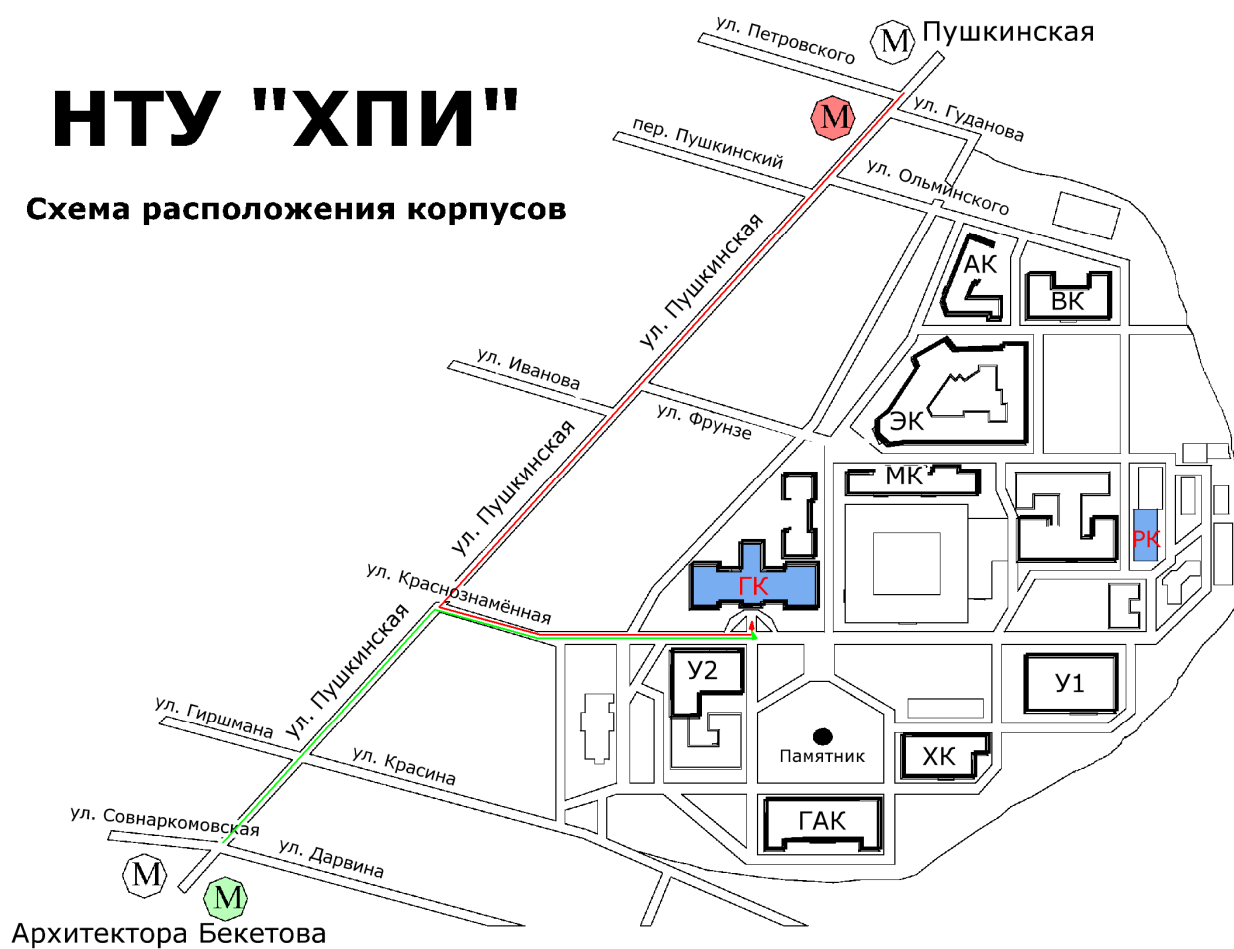 Пушкинская
М
ул. Петровского
НТУ "ХПИ"
М
ул. Гуданова
пер. Пушкинский
ул. Ольминского
Схема расположения корпусов
ул. Пушкинская
АК
ВК
ул. Иванова
ул. Фрунзе
ЭК
ул. Пушкинская
МК
РК
ул. Краснознамённая
ГК
ул. Пушкинская
У2
У1
ул. Гиршмана
ул. Красина
Памятник
ХК
ул. Совнаркомовская
ГАК
ул. Дарвина
М
М
Архитектора Бекетова